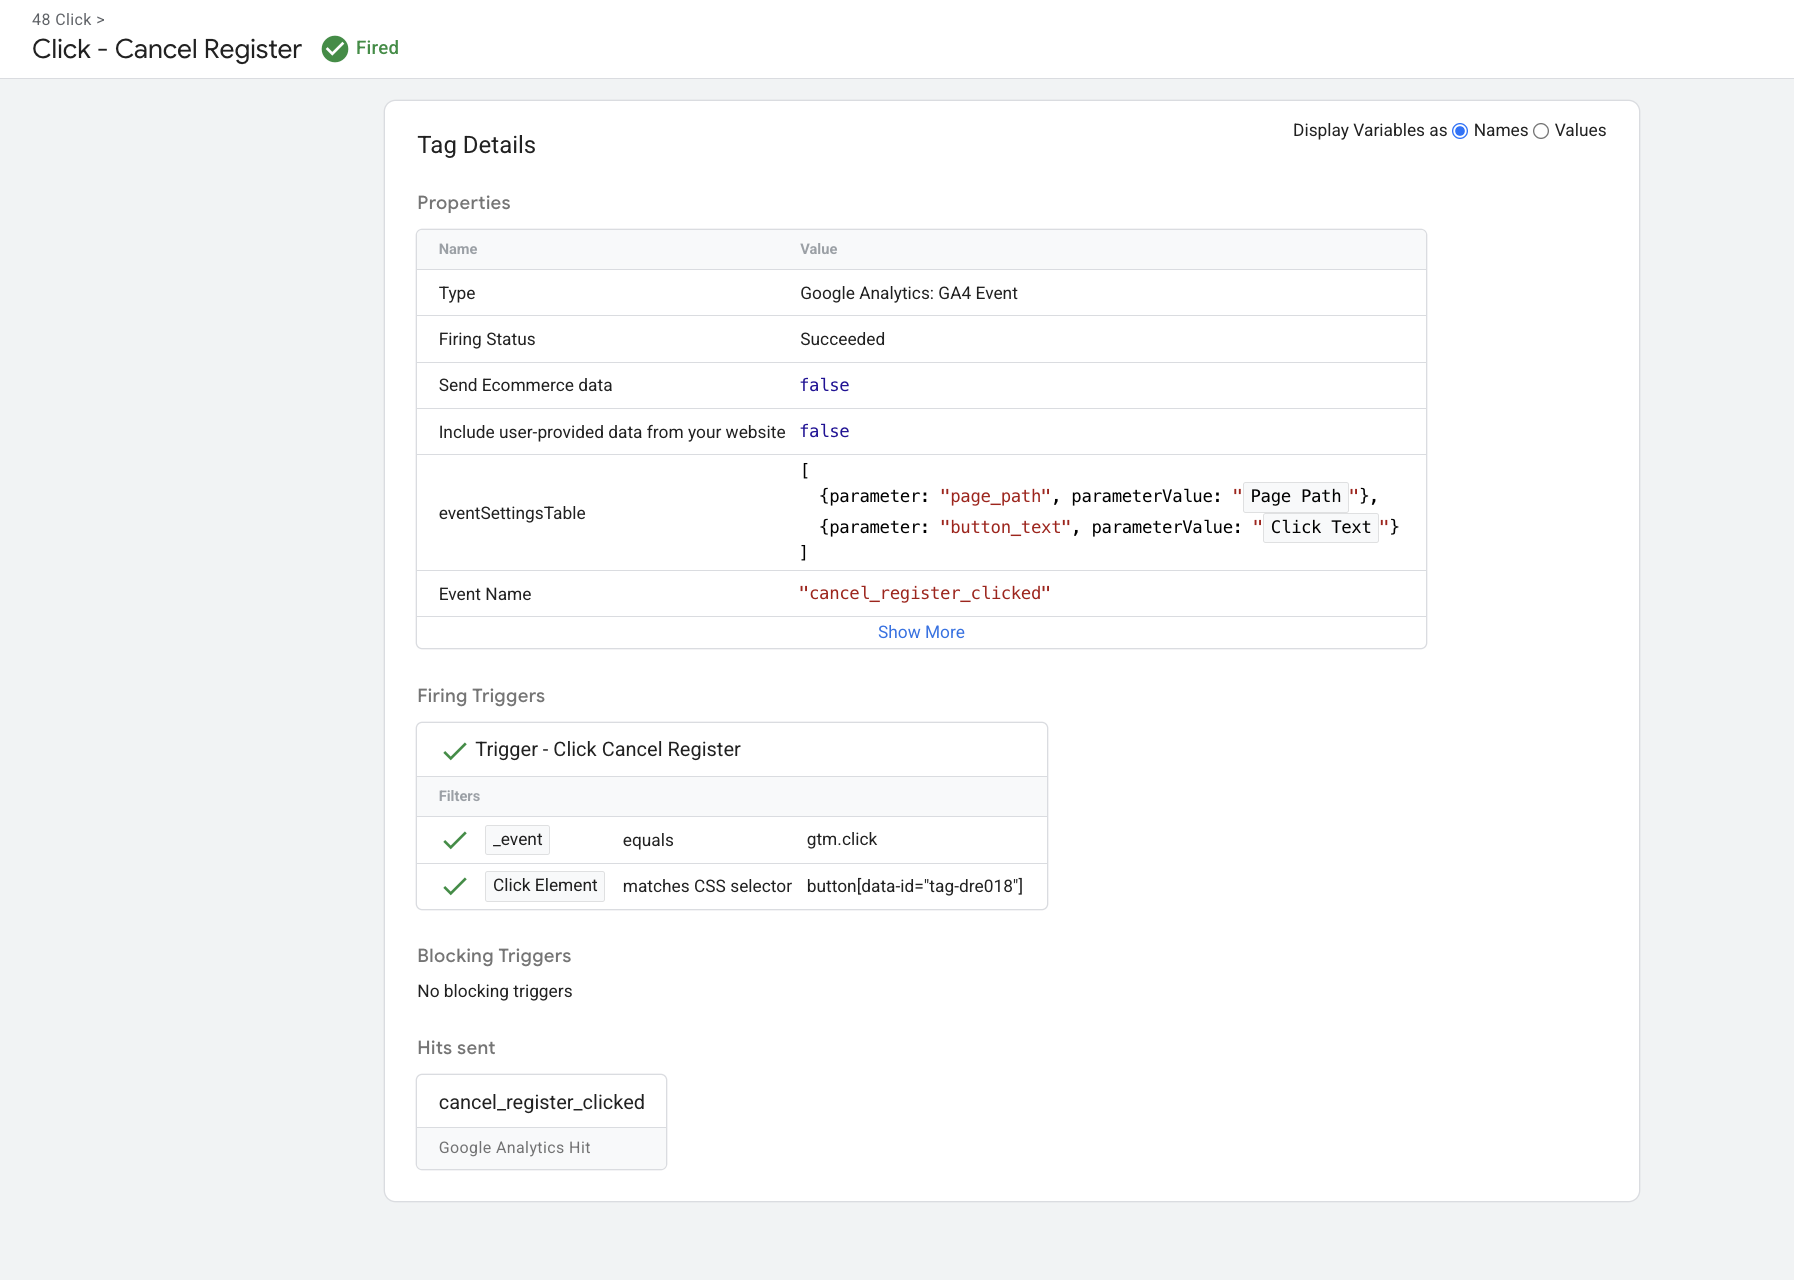 48 Click >
Click - Cancel Register Fired
Tag Details
Display Variables as Names Values
Properties
Name Value
Type Google Analytics: GA4 Event
Firing Status Succeeded
Send Ecommerce data false
Include user-provided data from your website false
eventSettingsTable
[
{parameter: "page_path", parameterValue: "Page Path"},
{parameter: "button_text", parameterValue: "Click Text"}
]
Event Name "cancel_register_clicked"
Show More
Firing Triggers
Trigger - Click Cancel Register
Filters
_event equals gtm.click
Click Element matches CSS selector button[data-id="tag-dre018"]
Blocking Triggers
No blocking triggers
Hits sent
cancel_register_clicked
Google Analytics Hit